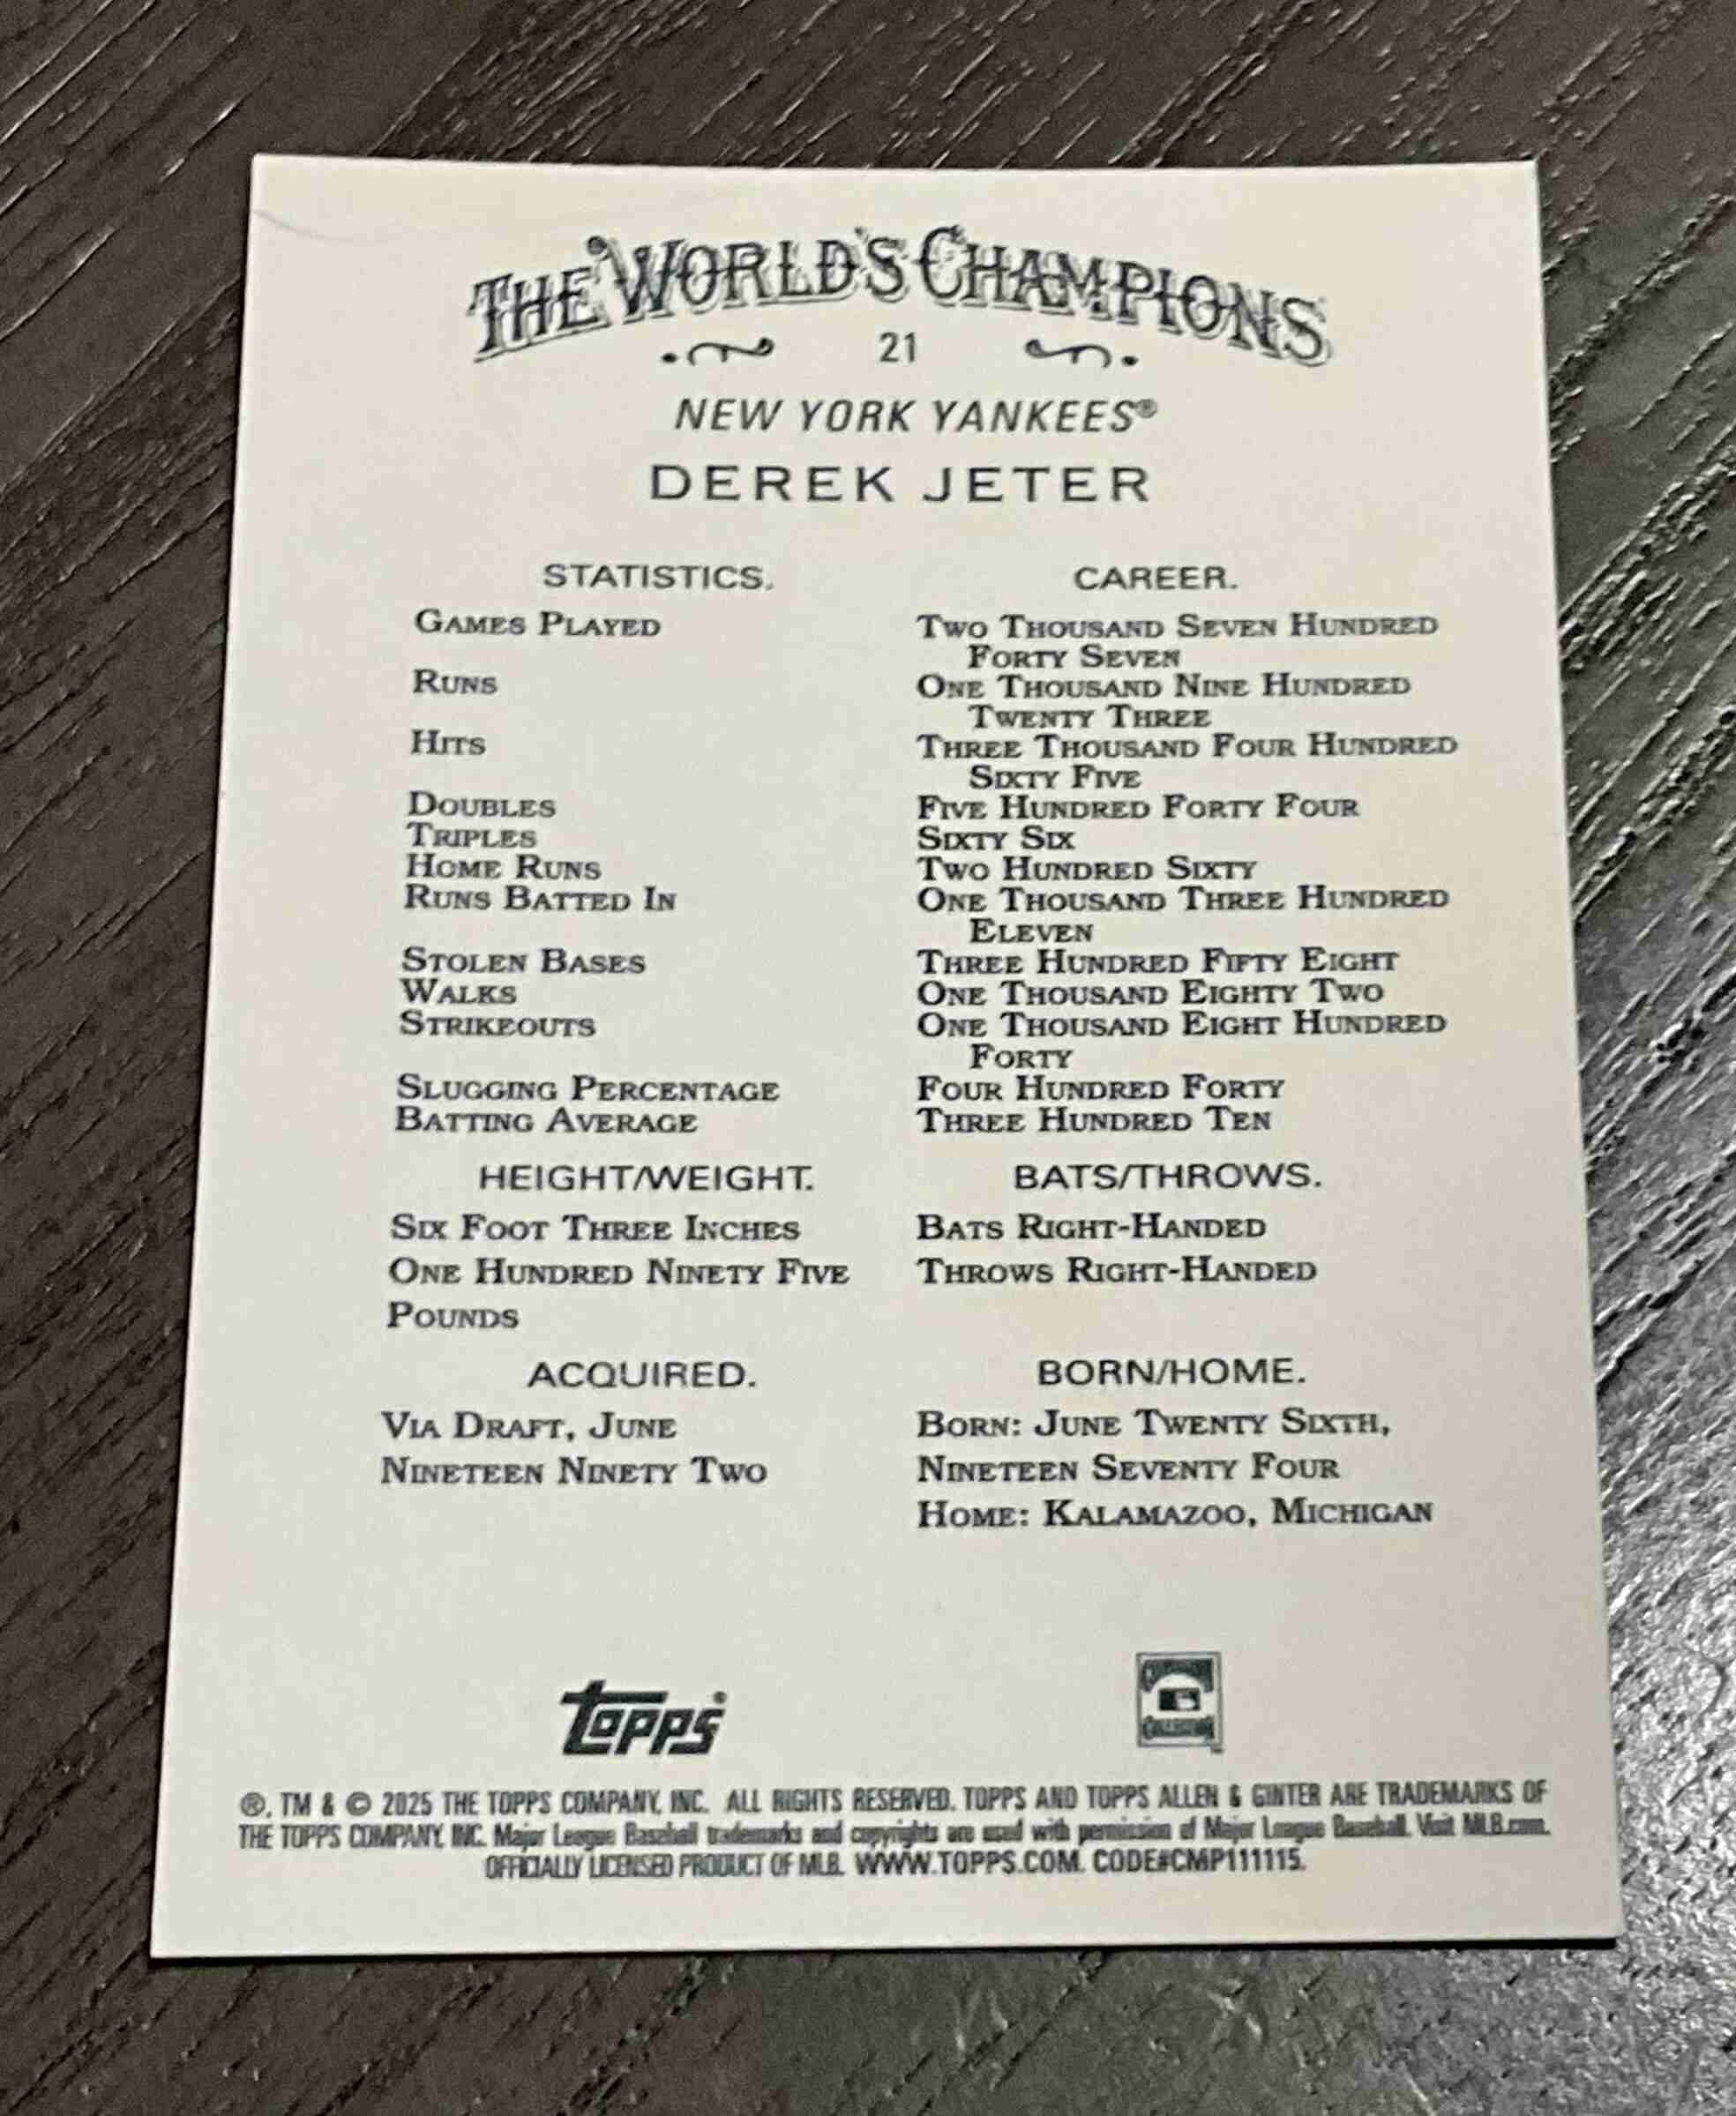 THE WORLD'S CHAMPIONS
21
NEW YORK YANKEES®
DEREK JETER
STATISTICS. CAREER.
GAMES PLAYED TWO THOUSAND SEVEN HUNDRED
FORTY SEVEN
RUNS ONE THOUSAND NINE HUNDRED
TWENTY THREE
HITS THREE THOUSAND FOUR HUNDRED
SIXTY FIVE
DOUBLES FIVE HUNDRED FORTY FOUR
TRIPLES SIXTY SIX
HOME RUNS TWO HUNDRED SIXTY
RUNS BATTED IN ONE THOUSAND THREE HUNDRED
ELEVEN
STOLEN BASES THREE HUNDRED FIFTY EIGHT
WALKS ONE THOUSAND EIGHTY TWO
STRIKEOUTS ONE THOUSAND EIGHT HUNDRED
FORTY
SLUGGING PERCENTAGE FOUR HUNDRED FORTY
BATTING AVERAGE THREE HUNDRED TEN
HEIGHT/WEIGHT. BATS/THROWS.
SIX FOOT THREE INCHES BATS RIGHT-HANDED
ONE HUNDRED NINETY FIVE THROWS RIGHT-HANDED
POUNDS
ACQUIRED. BORN/HOME.
VIA DRAFT, JUNE BORN: JUNE TWENTY SIXTH,
NINETEEN NINETY TWO NINETEEN SEVENTY FOUR
HOME: KALAMAZOO, MICHIGAN
topps®
COLLECTION
®, TM & © 2025 THE TOPPS COMPANY, INC. ALL RIGHTS RESERVED. TOPPS AND TOPPS ALLEN & GINTER ARE TRADEMARKS OF
THE TOPPS COMPANY, INC. Major League Baseball trademarks and copyrights are used with permission of Major League Baseball. Visit MLB.com.
OFFICIALLY LICENSED PRODUCT OF MLB. WWW.TOPPS.COM. CODE#CMP111115.